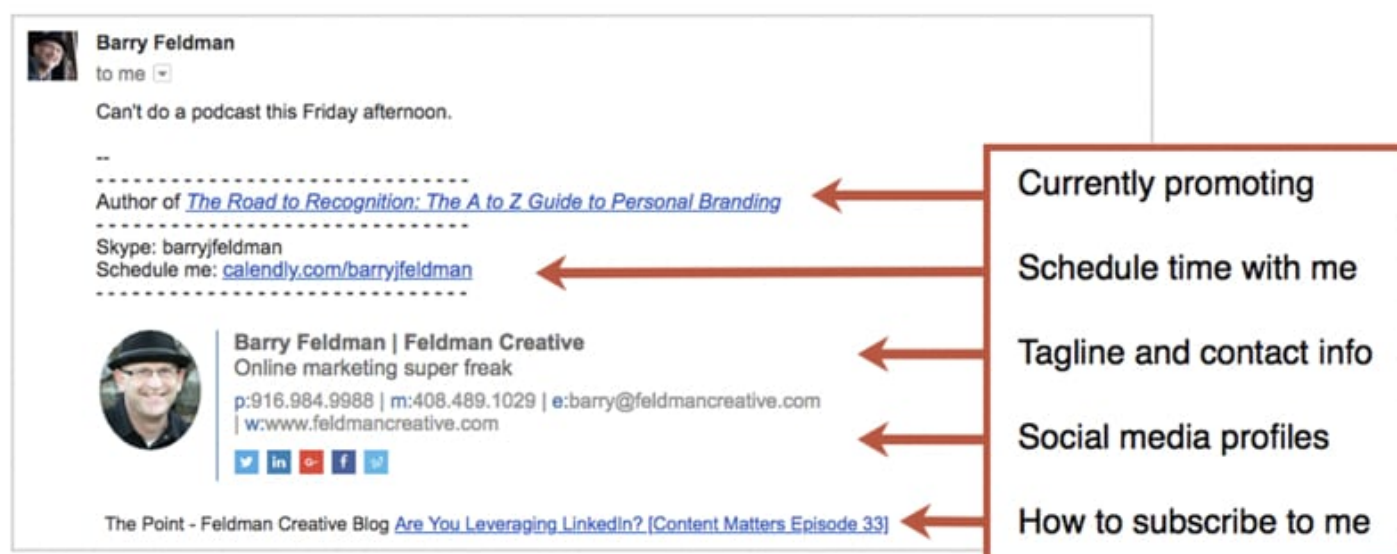 Barry Feldman
to me
Can't do a podcast this Friday afternoon.
--
- - - - - - - - - - - - - - - - - - - - - - - - - - - - - - -
Author of The Road to Recognition: The A to Z Guide to Personal Branding
- - - - - - - - - - - - - - - - - - - - - - - - - - - - - - -
Skype: barryjfeldman
Schedule me: calendly.com/barryjfeldman
- - - - - - - - - - - - - - - - - - - - - - - - - - - - - - -
Barry Feldman | Feldman Creative
Online marketing super freak
p:916.984.9988 | m:408.489.1029 | e:barry@feldmancreative.com
| w:www.feldmancreative.com
in G+ f
The Point - Feldman Creative Blog Are You Leveraging LinkedIn? [Content Matters Episode 33]
Currently promoting
Schedule time with me
Tagline and contact info
Social media profiles
How to subscribe to me